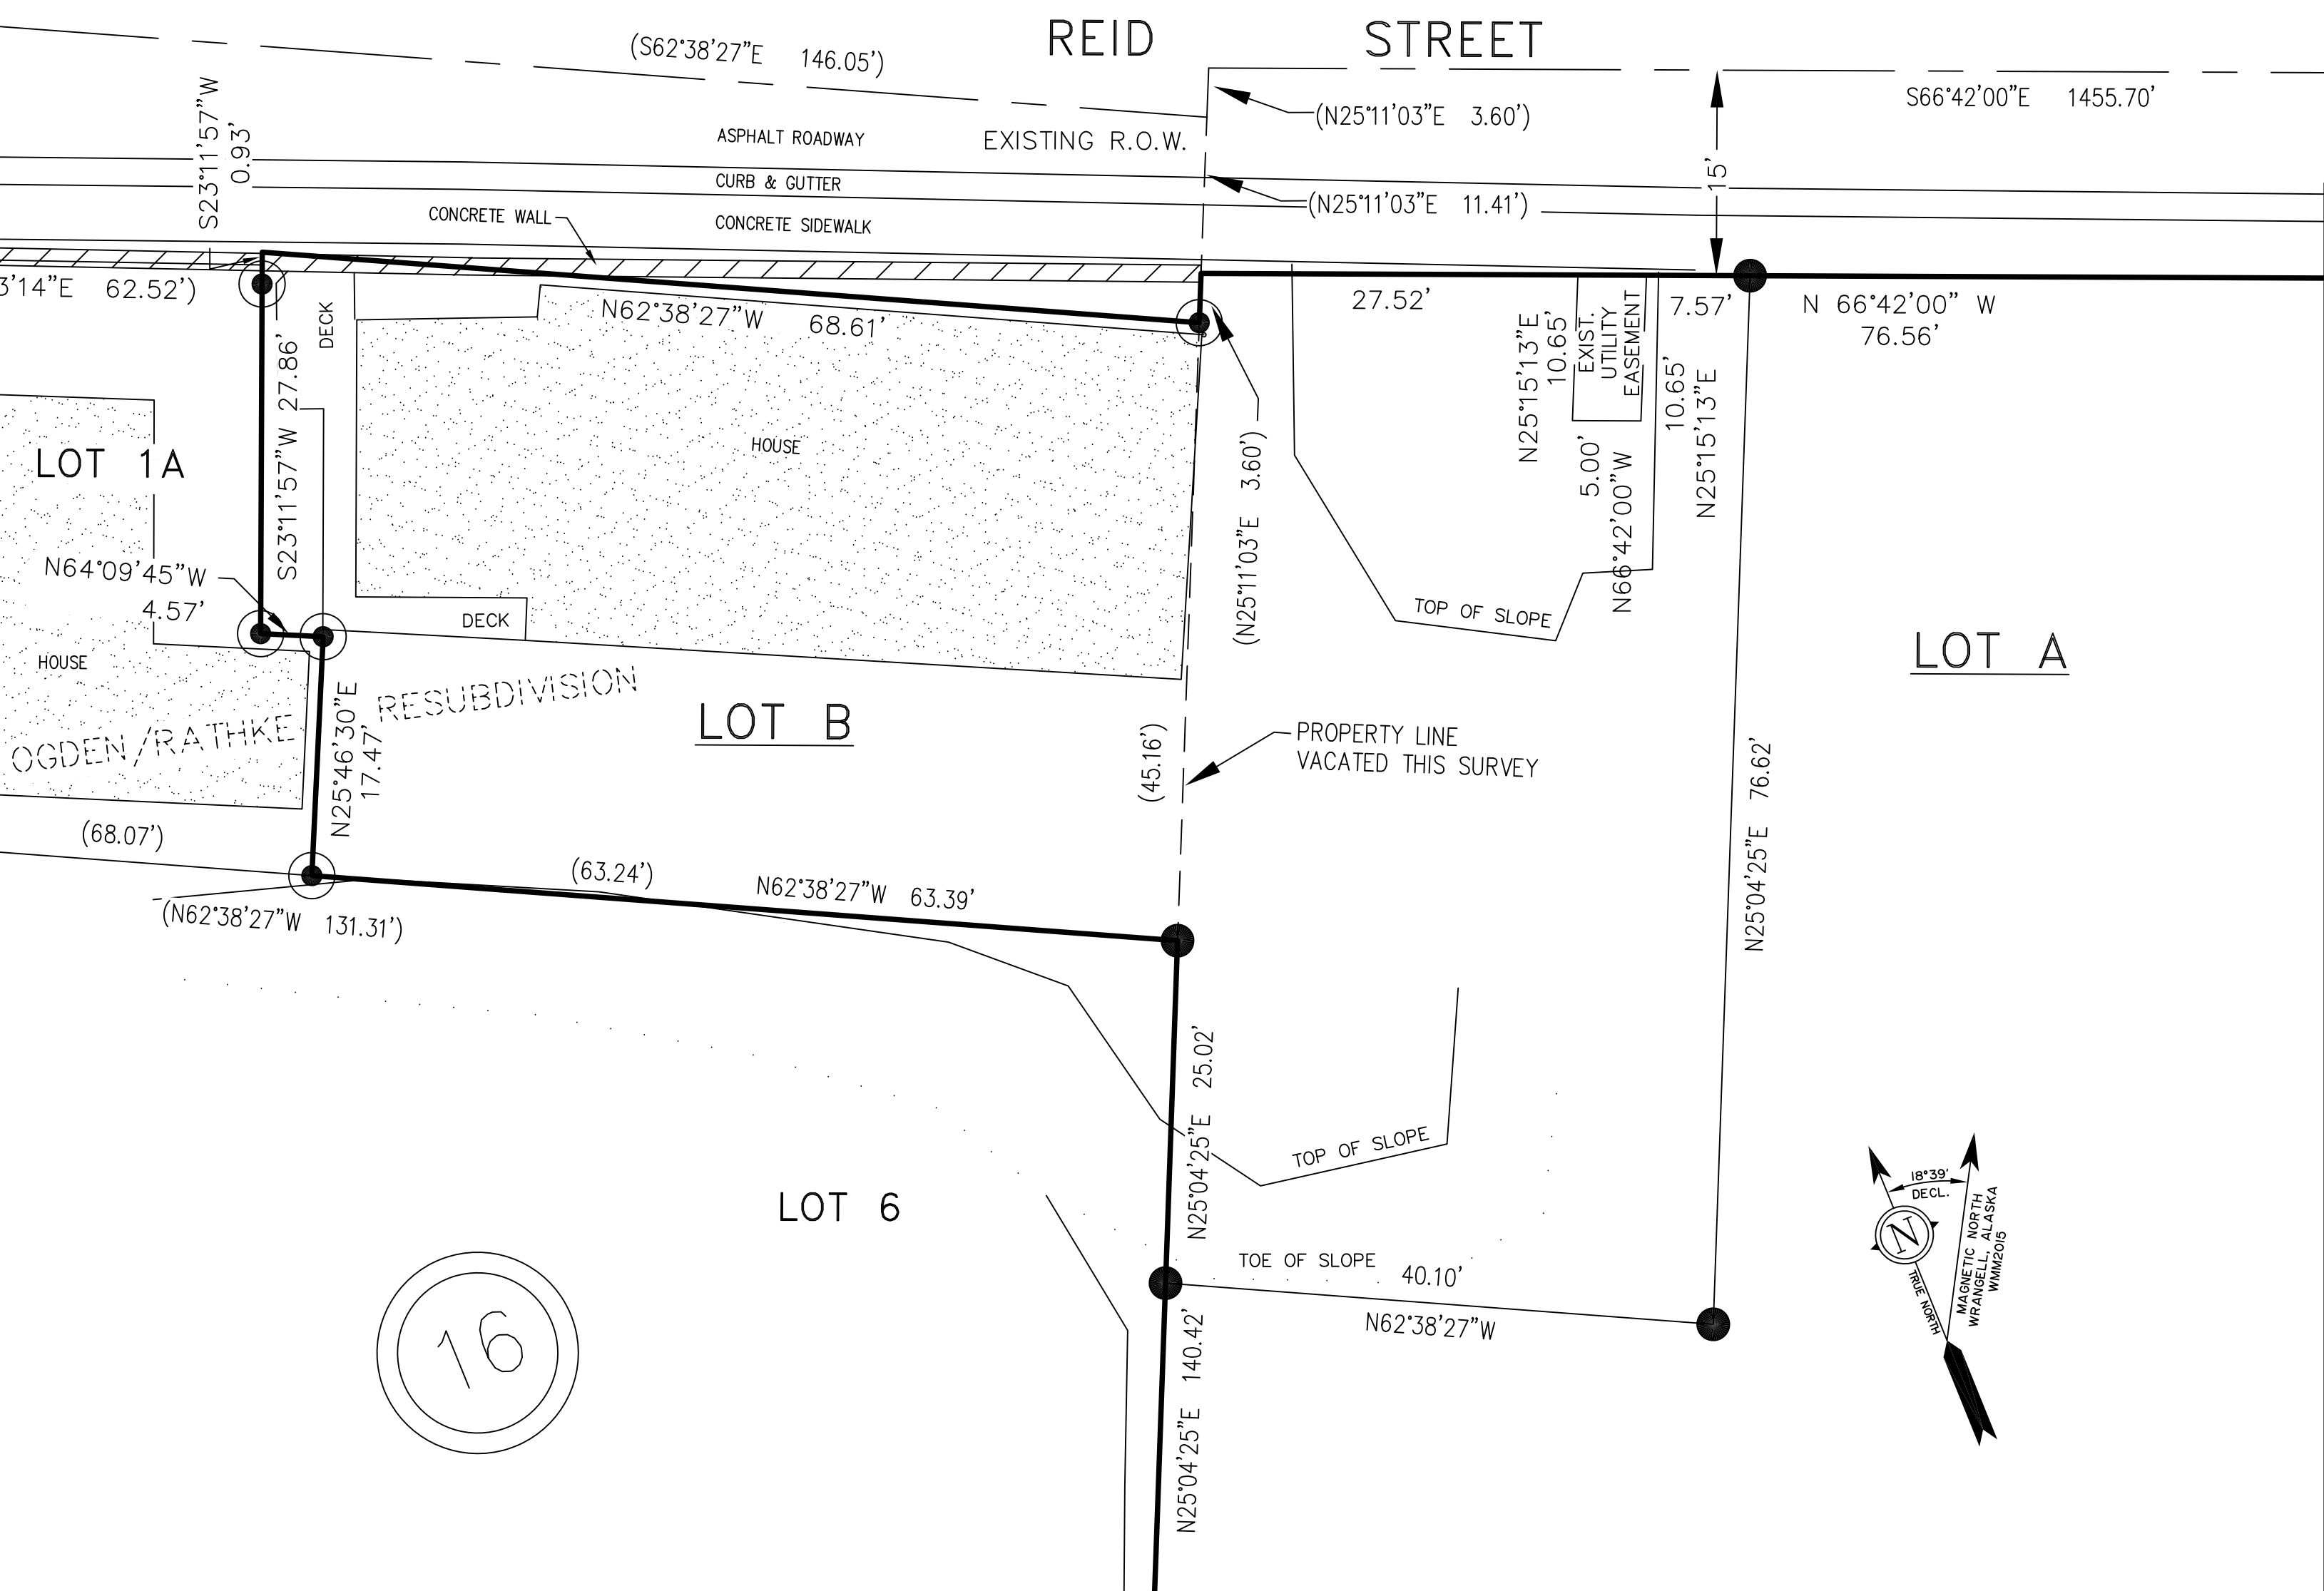 REID STREET
(S62°38'27"E 146.05')
S66°42'00"E 1455.70'
(N25°11'03"E 3.60')
S23°11'57"W
0.93'
ASPHALT ROADWAY
EXISTING R.O.W.
15'
CURB & GUTTER
(N25°11'03"E 11.41')
CONCRETE WALL
CONCRETE SIDEWALK
3'14"E 62.52')
DECK
N62°38'27"W 68.61'
27.52'
7.57'
N 66°42'00" W
76.56'
N25°15'13"E
10.65'
EXIST.
UTILITY
EASEMENT
10.65'
N25°15'13"E
5.00'
N66°42'00"W
S23°11'57"W 27.86'
(N25°11'03"E 3.60')
HOUSE
LOT 1A
N64°09'45"W
4.57'
DECK
TOP OF SLOPE
HOUSE
LOT A
OGDEN/RATHKE RESUBDIVISION
N25°46'30"E
17.47'
LOT B
(45.16')
PROPERTY LINE
VACATED THIS SURVEY
N25°04'25"E 76.62'
(68.07')
(63.24')
N62°38'27"W 63.39'
(N62°38'27"W 131.31')
N25°04'25"E 25.02'
TOP OF SLOPE
LOT 6
TOE OF SLOPE
40.10'
N62°38'27"W
N25°04'25"E 140.42'
16
18°39'
DECL.
N
TRUE NORTH
MAGNETIC NORTH
WRANGELL, ALASKA
WMM2015